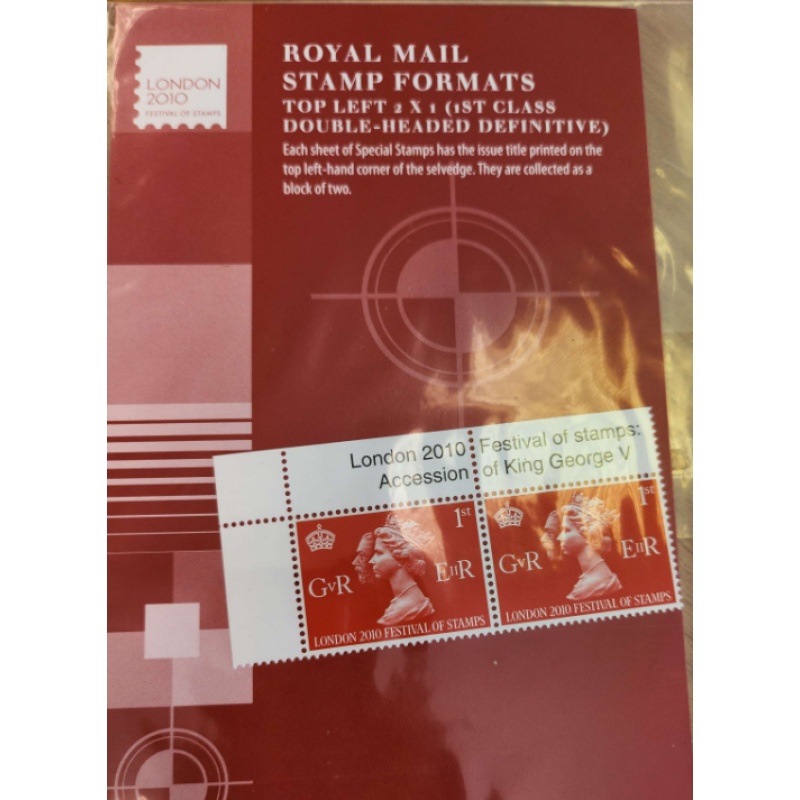 LONDON
2010
FESTIVAL OF STAMPS
ROYAL MAIL
STAMP FORMATS
TOP LEFT 2 X 1 (1ST CLASS
DOUBLE-HEADED DEFINITIVE)
Each sheet of Special Stamps has the issue title printed on the
top left-hand corner of the selvedge. They are collected as a
block of two.
London 2010 Festival of stamps:
Accession of King George V
1st
GvR EIIR
LONDON 2010 FESTIVAL OF STAMPS
1st
GvR EIIR
LONDON 2010 FESTIVAL OF STAMPS